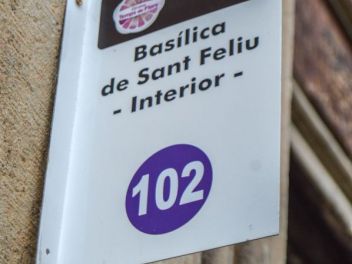 Basílica
de Sant Feliu
- Interior -
102